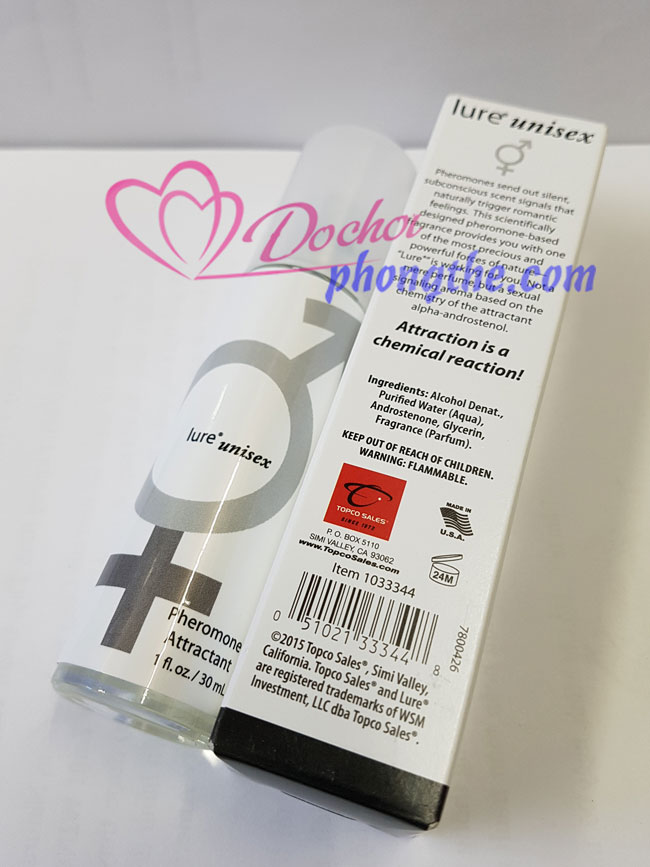 lure® unisex
Pheromones send out silent,
subconscious scent signals that
naturally trigger romantic
feelings. This scientifically
designed pheromone-based
fragrance provides you with one
of the most precious and
powerful forces of nature—
"Lure®" is working for you. Not a
mere perfume, but a sexual
signaling aroma based on the
chemistry of the attractant
alpha-androstenol.
Attraction is a
chemical reaction!
Ingredients: Alcohol Denat.,
Purified Water (Aqua),
Androstenone, Glycerin,
Fragrance (Parfum).
KEEP OUT OF REACH OF CHILDREN.
WARNING: FLAMMABLE.
TOPCO SALES®
SINCE 1972
P. O. BOX 5110
SIMI VALLEY, CA 93062
www.TopcoSales.com
MADE IN
U.S.A.
24M
Item 1033344
0 51021 33344 8
7800426
©2015 Topco Sales®, Simi Valley,
California. Topco Sales® and Lure®
are registered trademarks of WSM
Investment, LLC dba Topco Sales®.
lure® unisex
Pheromone
Attractant
1 fl. oz./ 30 mL
Dochoi
phongthe.com